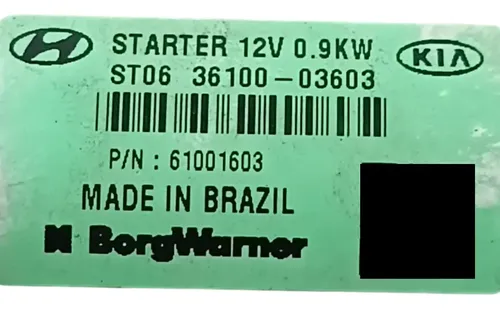 STARTER 12V 0.9KW
KIA
ST06 36100-03603
P/N : 61001603
MADE IN BRAZIL
BorgWarner